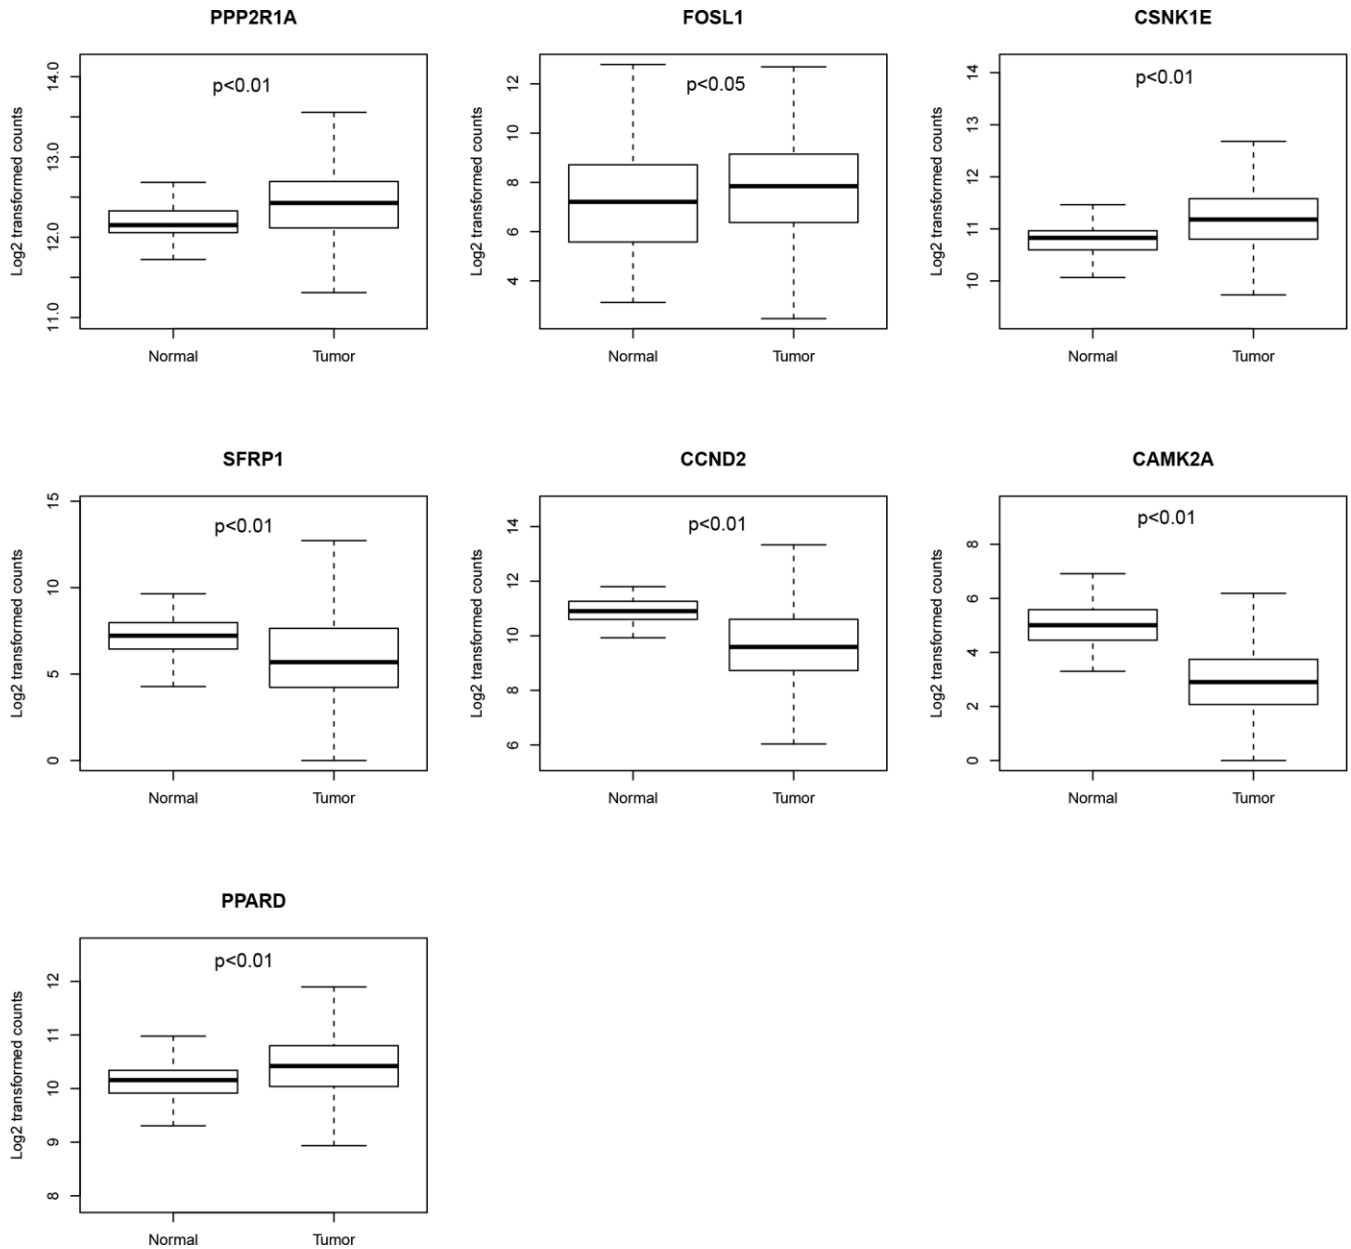 PPP2R1A
p<0.01
Log2 transformed counts
14.0
13.0
12.0
11.0
Normal Tumor
FOSL1
p<0.05
Log2 transformed counts
12
10
8
6
4
Normal Tumor
CSNK1E
p<0.01
Log2 transformed counts
14
13
12
11
10
Normal Tumor
SFRP1
p<0.01
Log2 transformed counts
15
10
5
0
Normal Tumor
CCND2
p<0.01
Log2 transformed counts
14
12
10
8
6
Normal Tumor
CAMK2A
p<0.01
Log2 transformed counts
8
6
4
2
0
Normal Tumor
PPARD
p<0.01
Log2 transformed counts
12
11
10
9
8
Normal Tumor